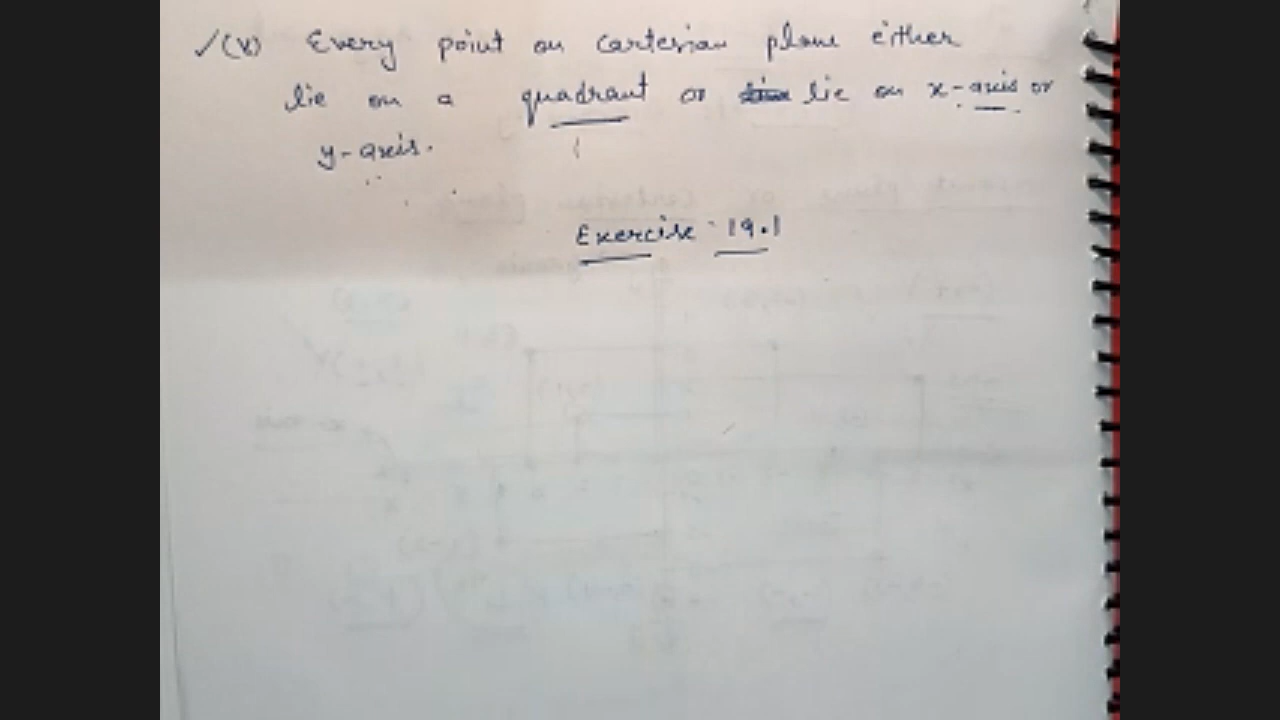 ✓(v) Every point on cartesian plane either
lie on a quadrant or lie on x-axis or
y-axis.
Exercise 19.1